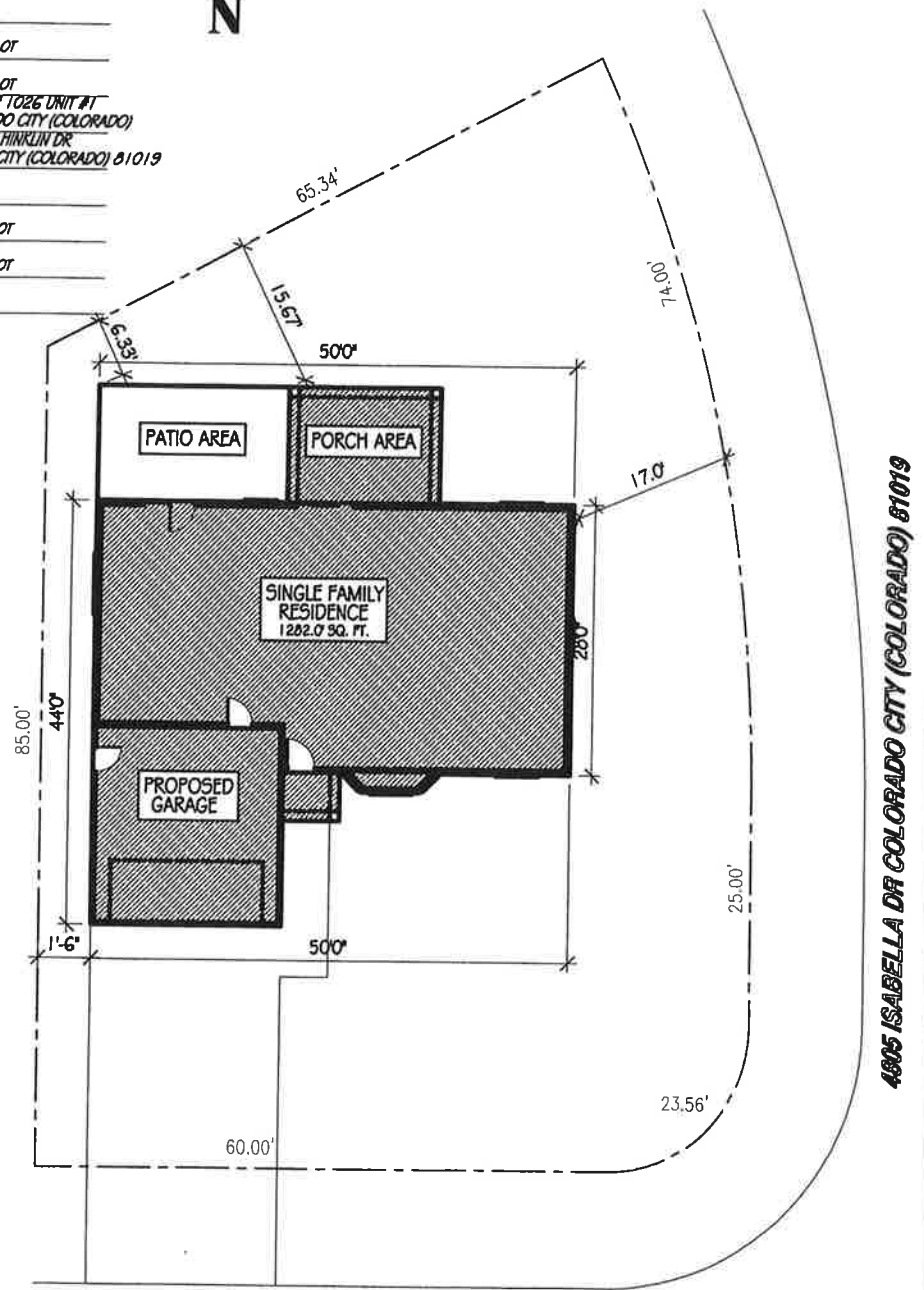 N
OT
OT
1026 UNIT #1
DO CITY (COLORADO)
HINKLIN DR
CITY (COLORADO) 81019
OT
OT
65.34'
74.00'
15.67'
6.33'
50'0"
PATIO AREA
PORCH AREA
17.0'
SINGLE FAMILY
RESIDENCE
1282.0' SQ. FT.
28'0"
85.00'
44'0"
PROPOSED
GARAGE
25.00'
1'-6"
50'0"
23.56'
60.00'
4805 ISABELLA DR COLORADO CITY (COLORADO) 81019